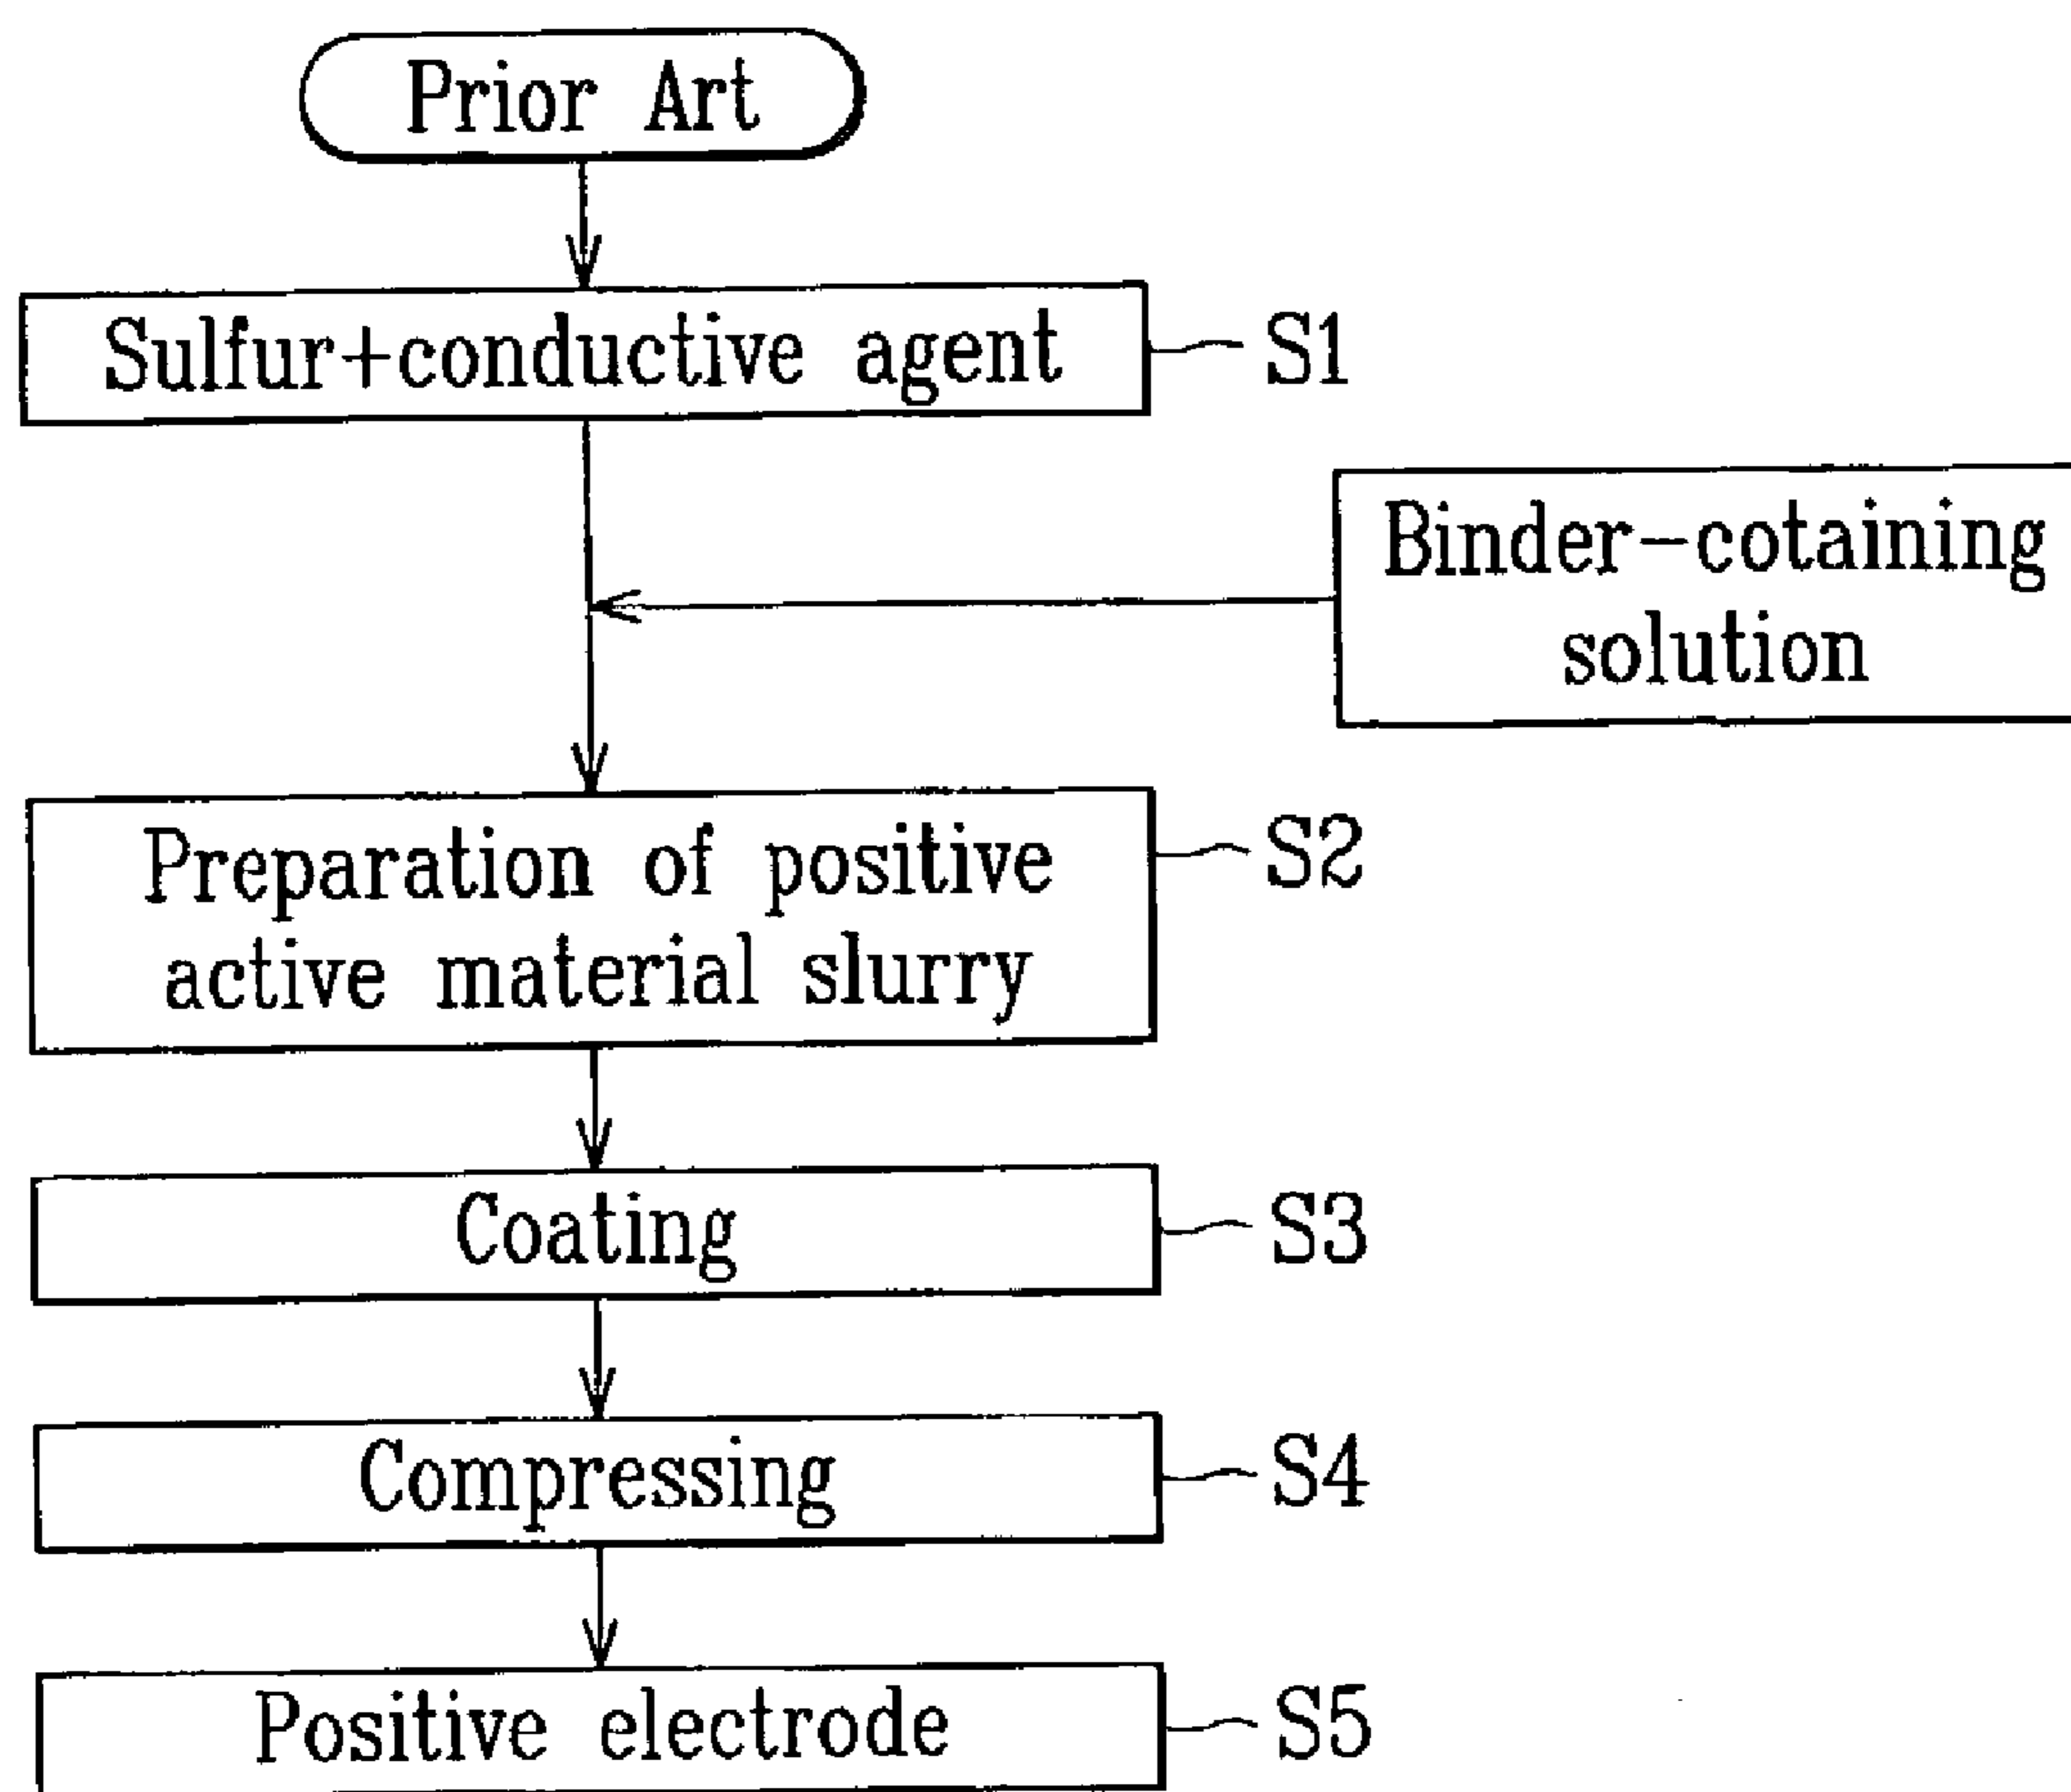 Prior Art
Sulfur+conductive agent
S1
Binder-cotaining
solution
Preparation of positive
active material slurry
S2
Coating
S3
Compressing
S4
Positive electrode
S5